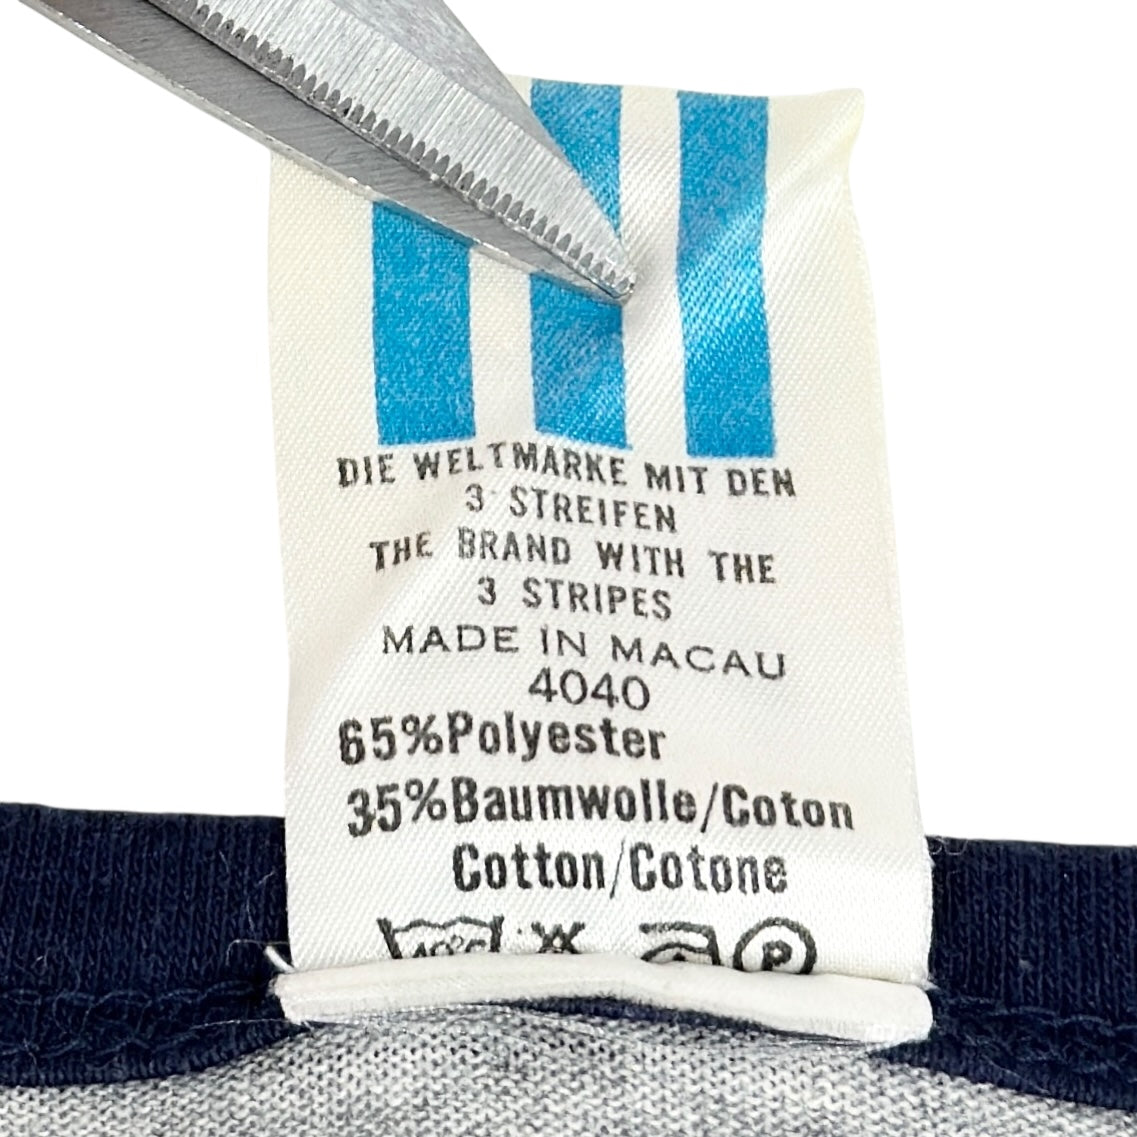 DIE WELTMARKE MIT DEN
3 STREIFEN
THE BRAND WITH THE
3 STRIPES
MADE IN MACAU
4040
65%Polyester
35%Baumwolle/Coton
Cotton/Cotone
40°C P